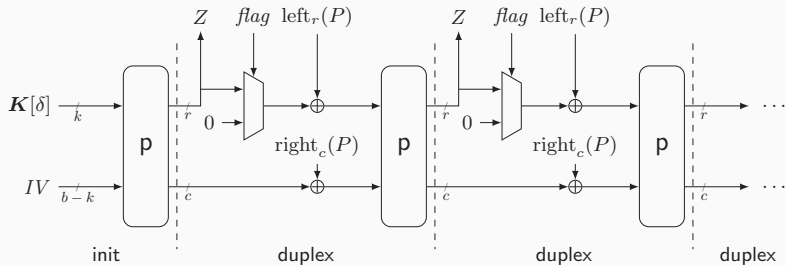 Z flag left_r(P) Z flag left_r(P)
K[δ] k p r p r p r ···
0 0
right_c(P) right_c(P)
IV b − k c c c ···
init duplex duplex duplex